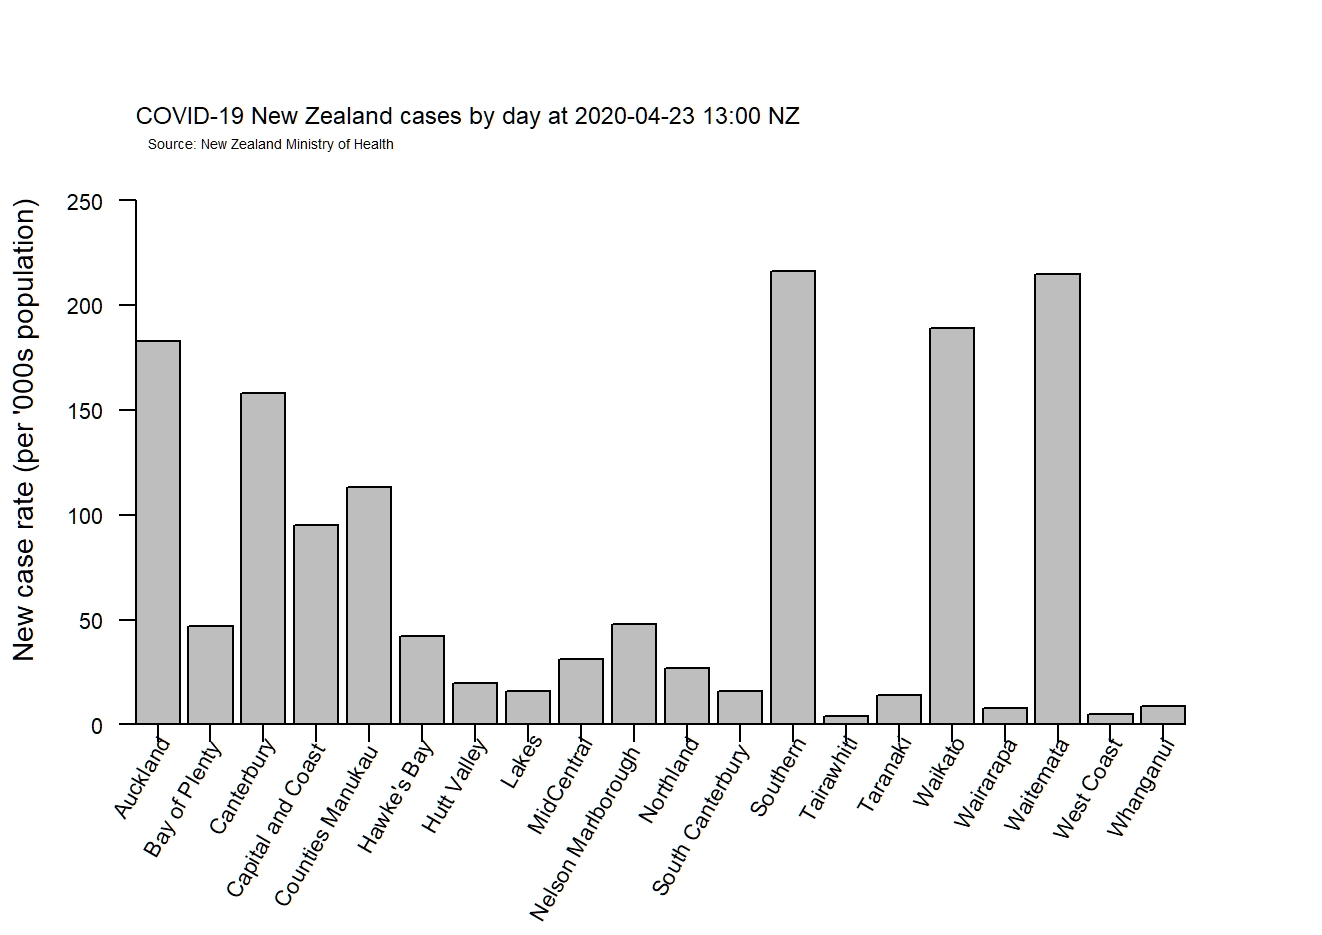 COVID-19 New Zealand cases by day at 2020-04-23 13:00 NZ
Source: New Zealand Ministry of Health
New case rate (per '000s population)
250
200
150
100
50
0
Auckland
Bay of Plenty
Canterbury
Capital and Coast
Counties Manukau
Hawke's Bay
Hutt Valley
Lakes
MidCentral
Nelson Marlborough
Northland
South Canterbury
Southern
Tairawhiti
Taranaki
Waikato
Wairarapa
Waitemata
West Coast
Whanganui